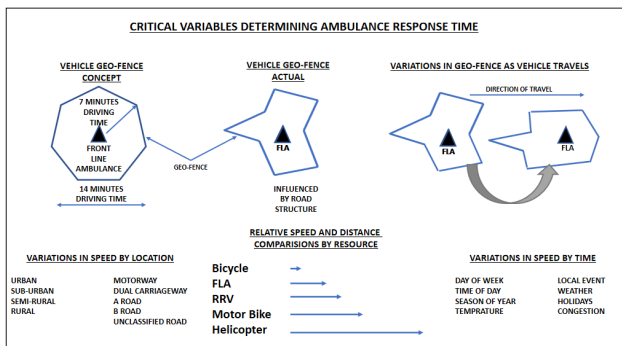 CRITICAL VARIABLES DETERMINING AMBULANCE RESPONSE TIME
VEHICLE GEO-FENCE
CONCEPT
7 MINUTES
DRIVING
TIME
FRONT
LINE
AMBULANCE
14 MINUTES
DRIVING TIME
GEO-FENCE
VEHICLE GEO-FENCE
ACTUAL
FLA
INFLUENCED
BY ROAD
STRUCTURE
VARIATIONS IN GEO-FENCE AS VEHICLE TRAVELS
DIRECTION OF TRAVEL
FLA
FLA
VARIATIONS IN SPEED BY LOCATION
URBAN
SUB-URBAN
SEMI-RURAL
RURAL
MOTORWAY
DUAL CARRIAGEWAY
A ROAD
B ROAD
UNCLASSIFIED ROAD
RELATIVE SPEED AND DISTANCE
COMPARISIONS BY RESOURCE
Bicycle
FLA
RRV
Motor Bike
Helicopter
VARIATIONS IN SPEED BY TIME
DAY OF WEEK
TIME OF DAY
SEASON OF YEAR
TEMPRATURE
LOCAL EVENT
WEATHER
HOLIDAYS
CONGESTION